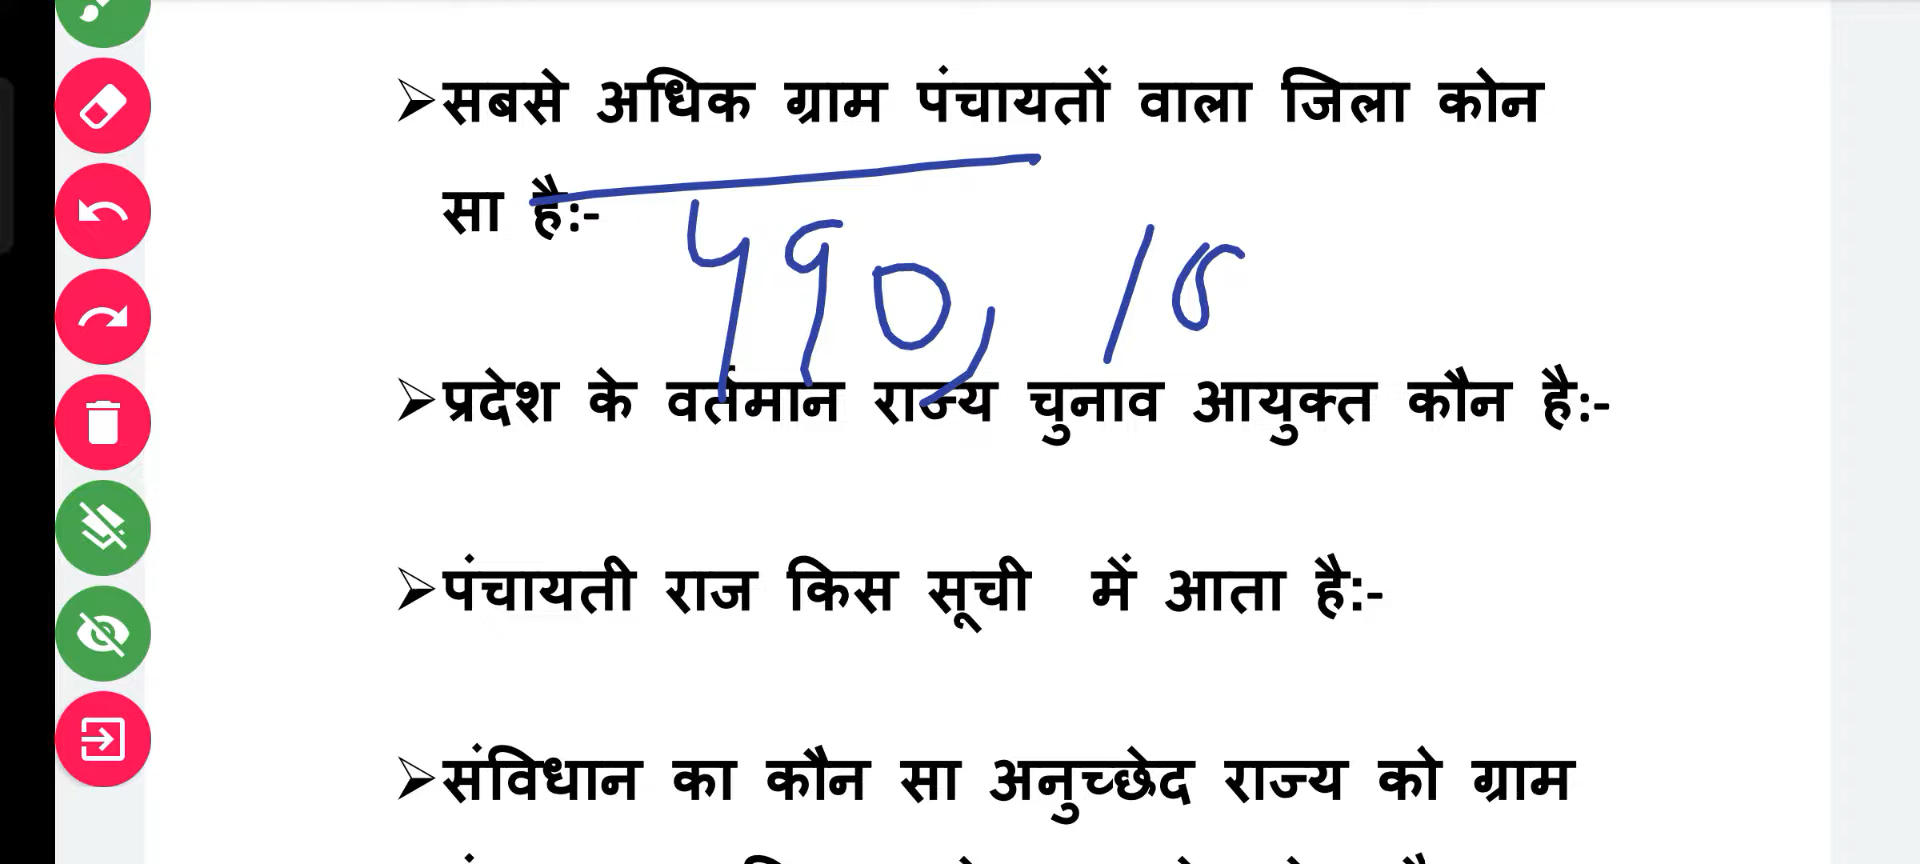 ➢सबसे अधिक ग्राम पंचायतों वाला जिला कोन
सा है:-
490, 18
➢प्रदेश के वर्तमान राज्य चुनाव आयुक्त कौन है:-
➢पंचायती राज किस सूची में आता है:-
➢संविधान का कौन सा अनुच्छेद राज्य को ग्राम